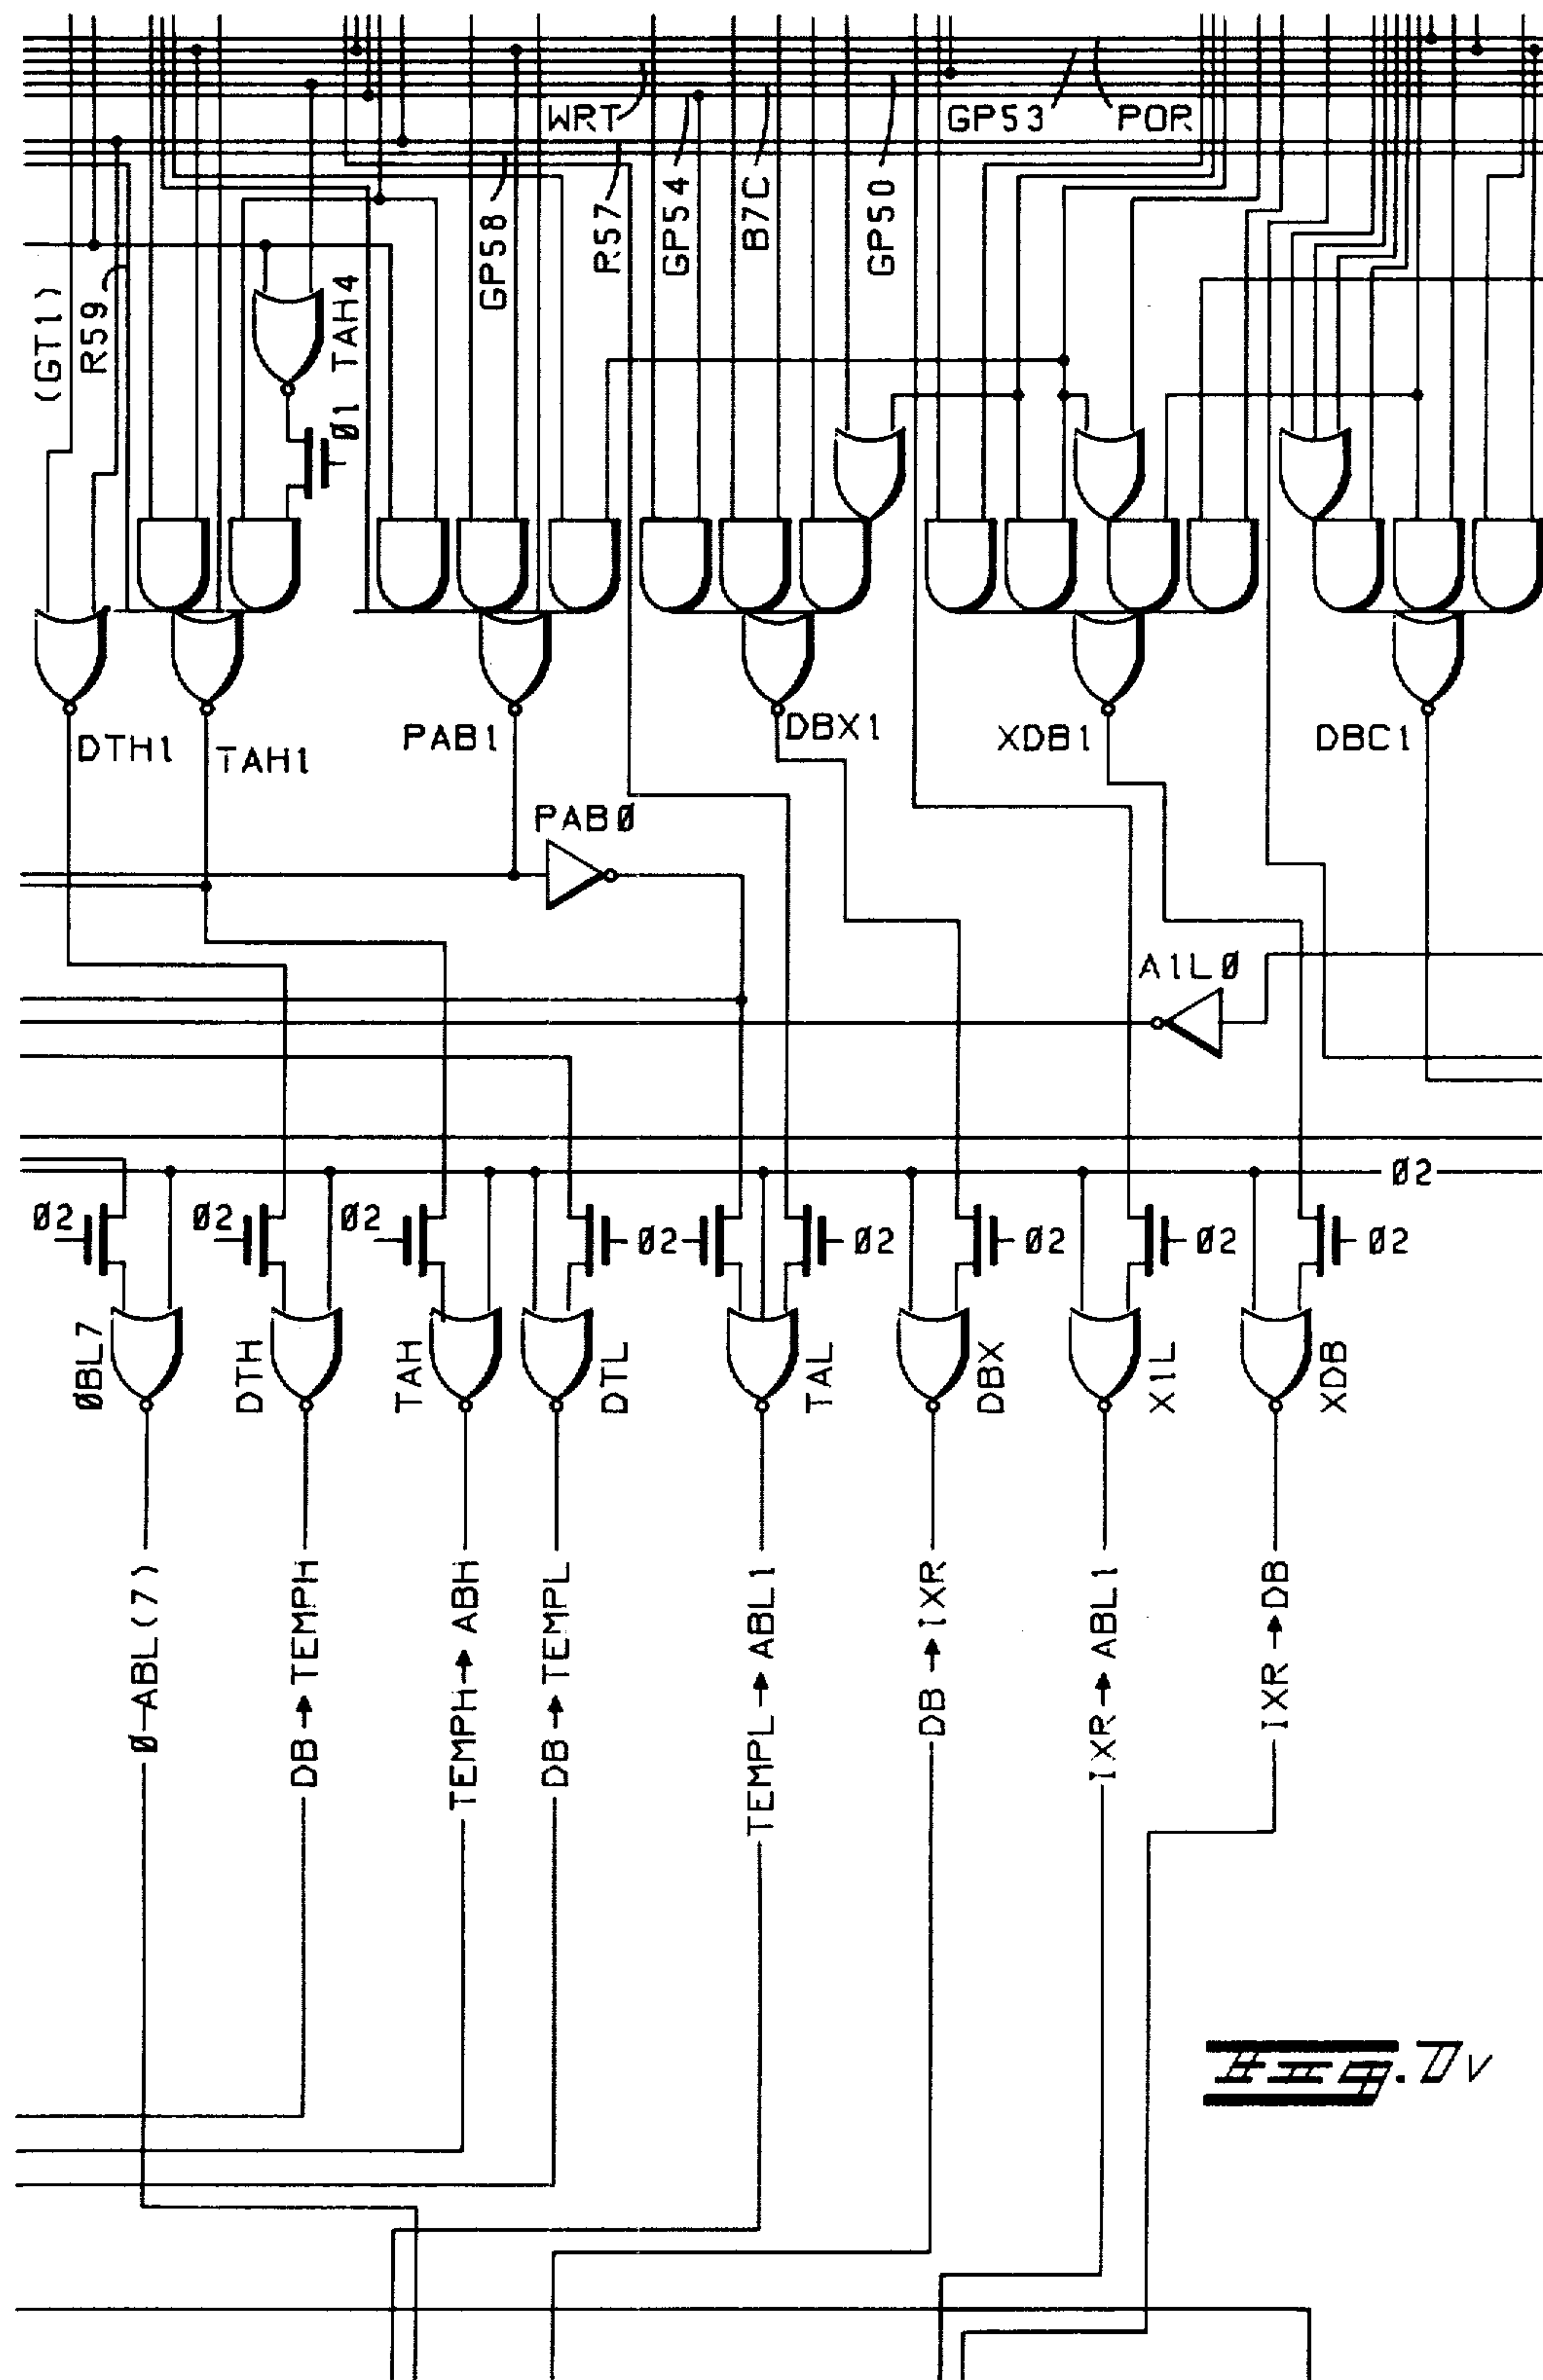 WRT
GP53
POR
GP58
R57
GP54
B7C
GP50
(GT1)
R59
Ø1
TAH4
DTH1
TAH1
PAB1
DBX1
XDB1
DBC1
PABØ
A1LØ
Ø2
Ø2
Ø2
Ø2
Ø2
Ø2
Ø2
Ø2
Ø2
ØBL7
DTH
TAH
DTL
TAL
DBX
X1L
XDB
Ø→ABL(7)
DB→TEMPH
TEMPH→ABH
DB→TEMPL
TEMPL→ABL1
DB→IXR
IXR→ABL1
IXR→DB
Fig. 7v